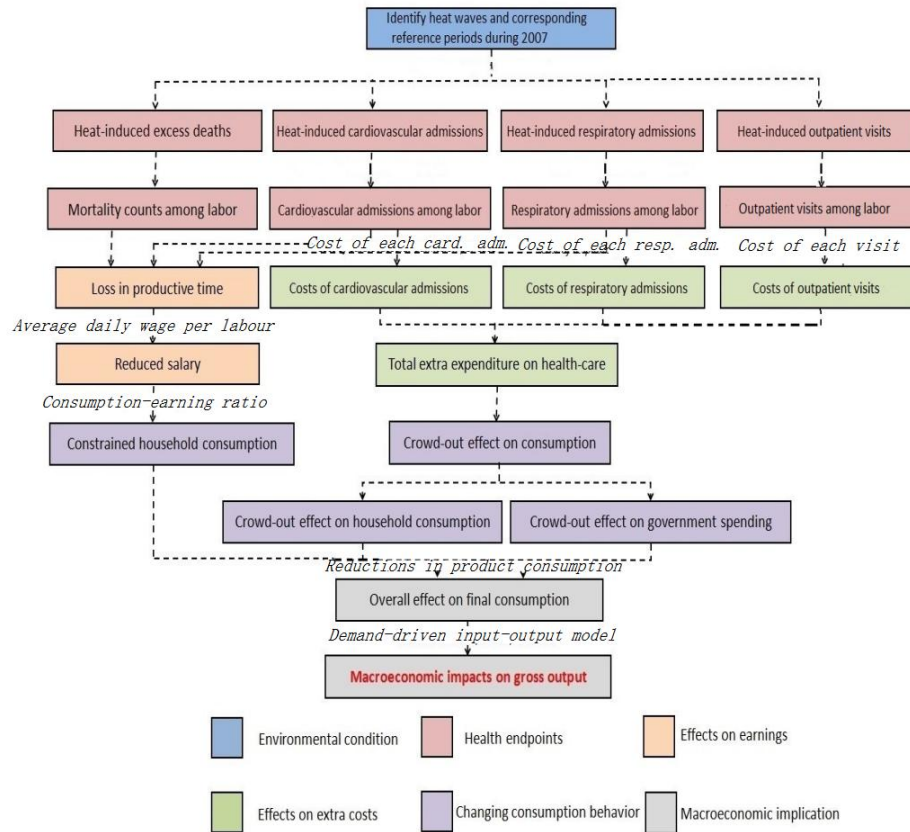 Identify heat waves and corresponding
reference periods during 2007
Heat-induced excess deaths
Heat-induced cardiovascular admissions
Heat-induced respiratory admissions
Heat-induced outpatient visits
Mortality counts among labor
Cardiovascular admissions among labor
Respiratory admissions among labor
Outpatient visits among labor
Cost of each card. adm.
Cost of each resp. adm.
Cost of each visit
Loss in productive time
Costs of cardiovascular admissions
Costs of respiratory admissions
Costs of outpatient visits
Average daily wage per labour
Reduced salary
Total extra expenditure on health-care
Consumption-earning ratio
Constrained household consumption
Crowd-out effect on consumption
Crowd-out effect on household consumption
Crowd-out effect on government spending
Reductions in product consumption
Overall effect on final consumption
Demand-driven input-output model
Macroeconomic impacts on gross output
Environmental condition
Health endpoints
Effects on earnings
Effects on extra costs
Changing consumption behavior
Macroeconomic implication